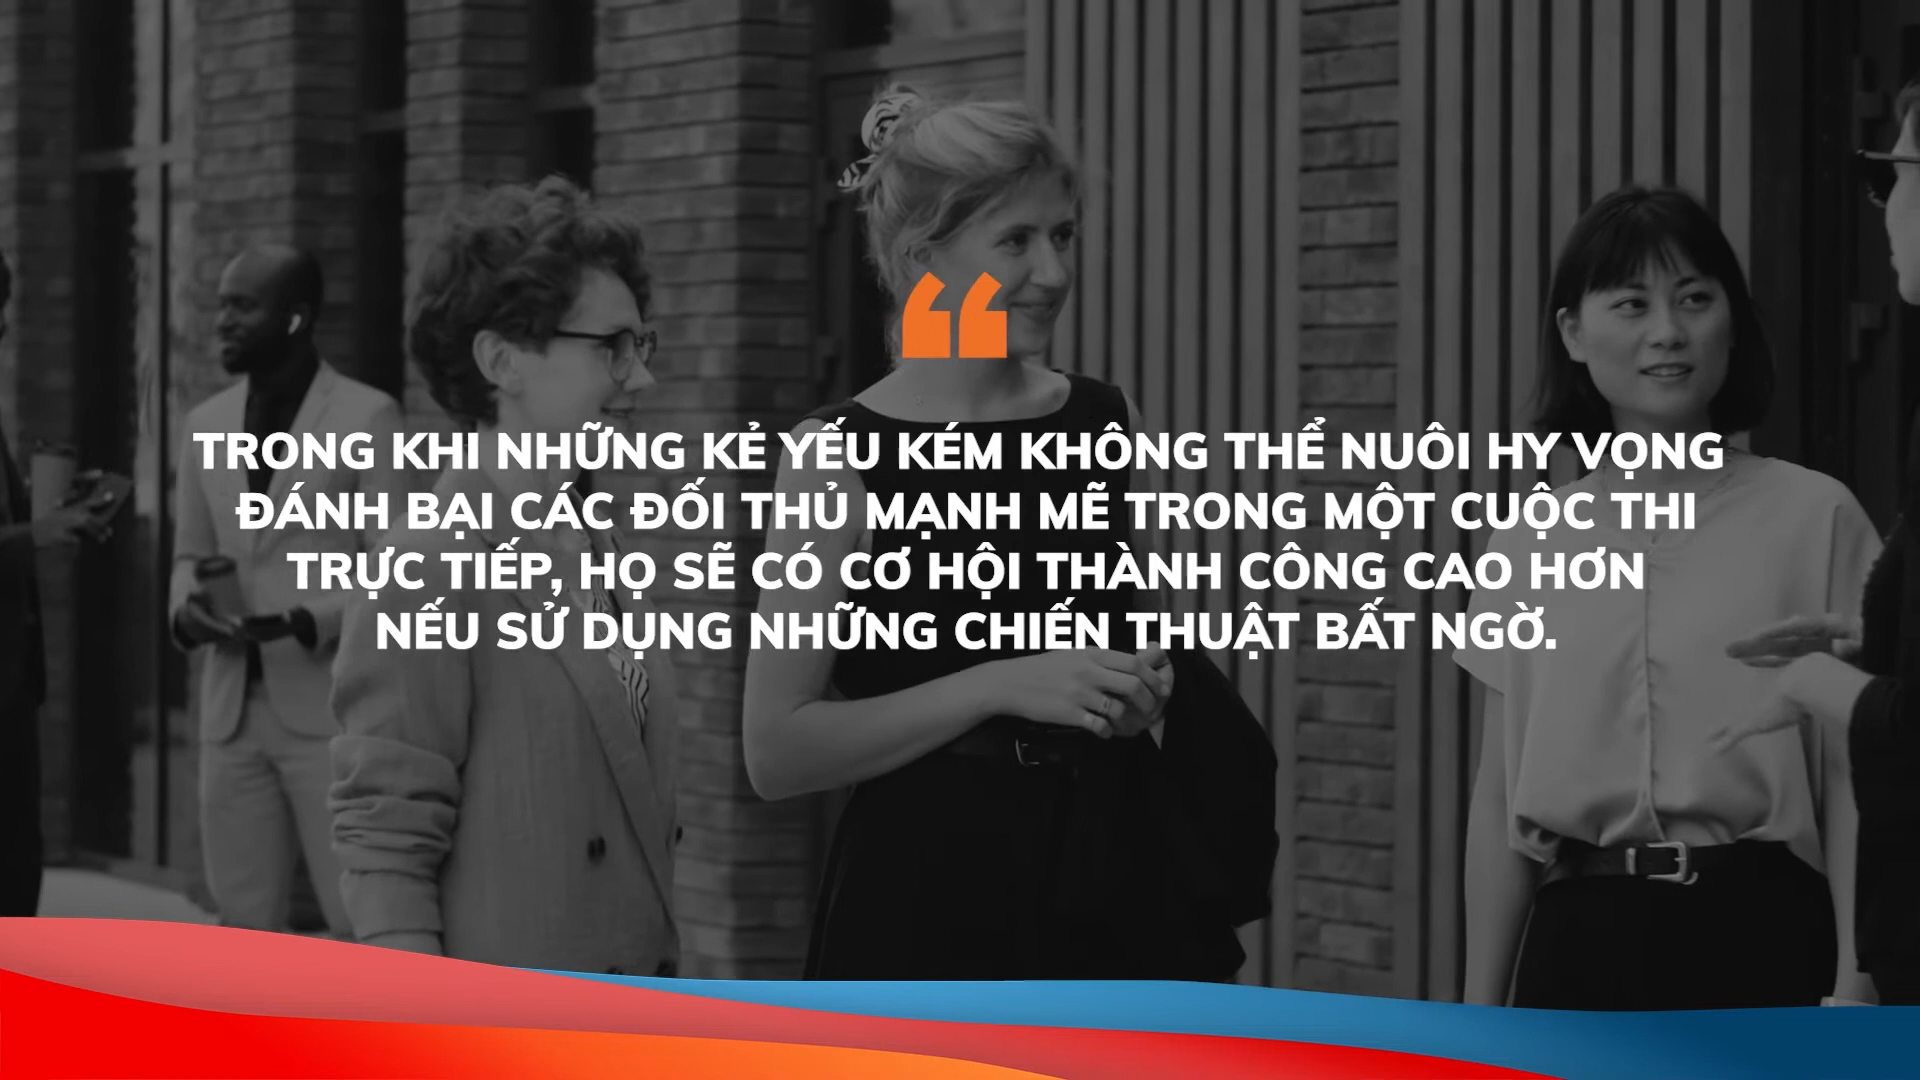 TRONG KHI NHỮNG KẺ YẾU KÉM KHÔNG THỂ NUÔI HY VỌNG
ĐÁNH BẠI CÁC ĐỐI THỦ MẠNH MẼ TRONG MỘT CUỘC THI
TRỰC TIẾP, HỌ SẼ CÓ CƠ HỘI THÀNH CÔNG CAO HƠN
NẾU SỬ DỤNG NHỮNG CHIẾN THUẬT BẤT NGỜ.